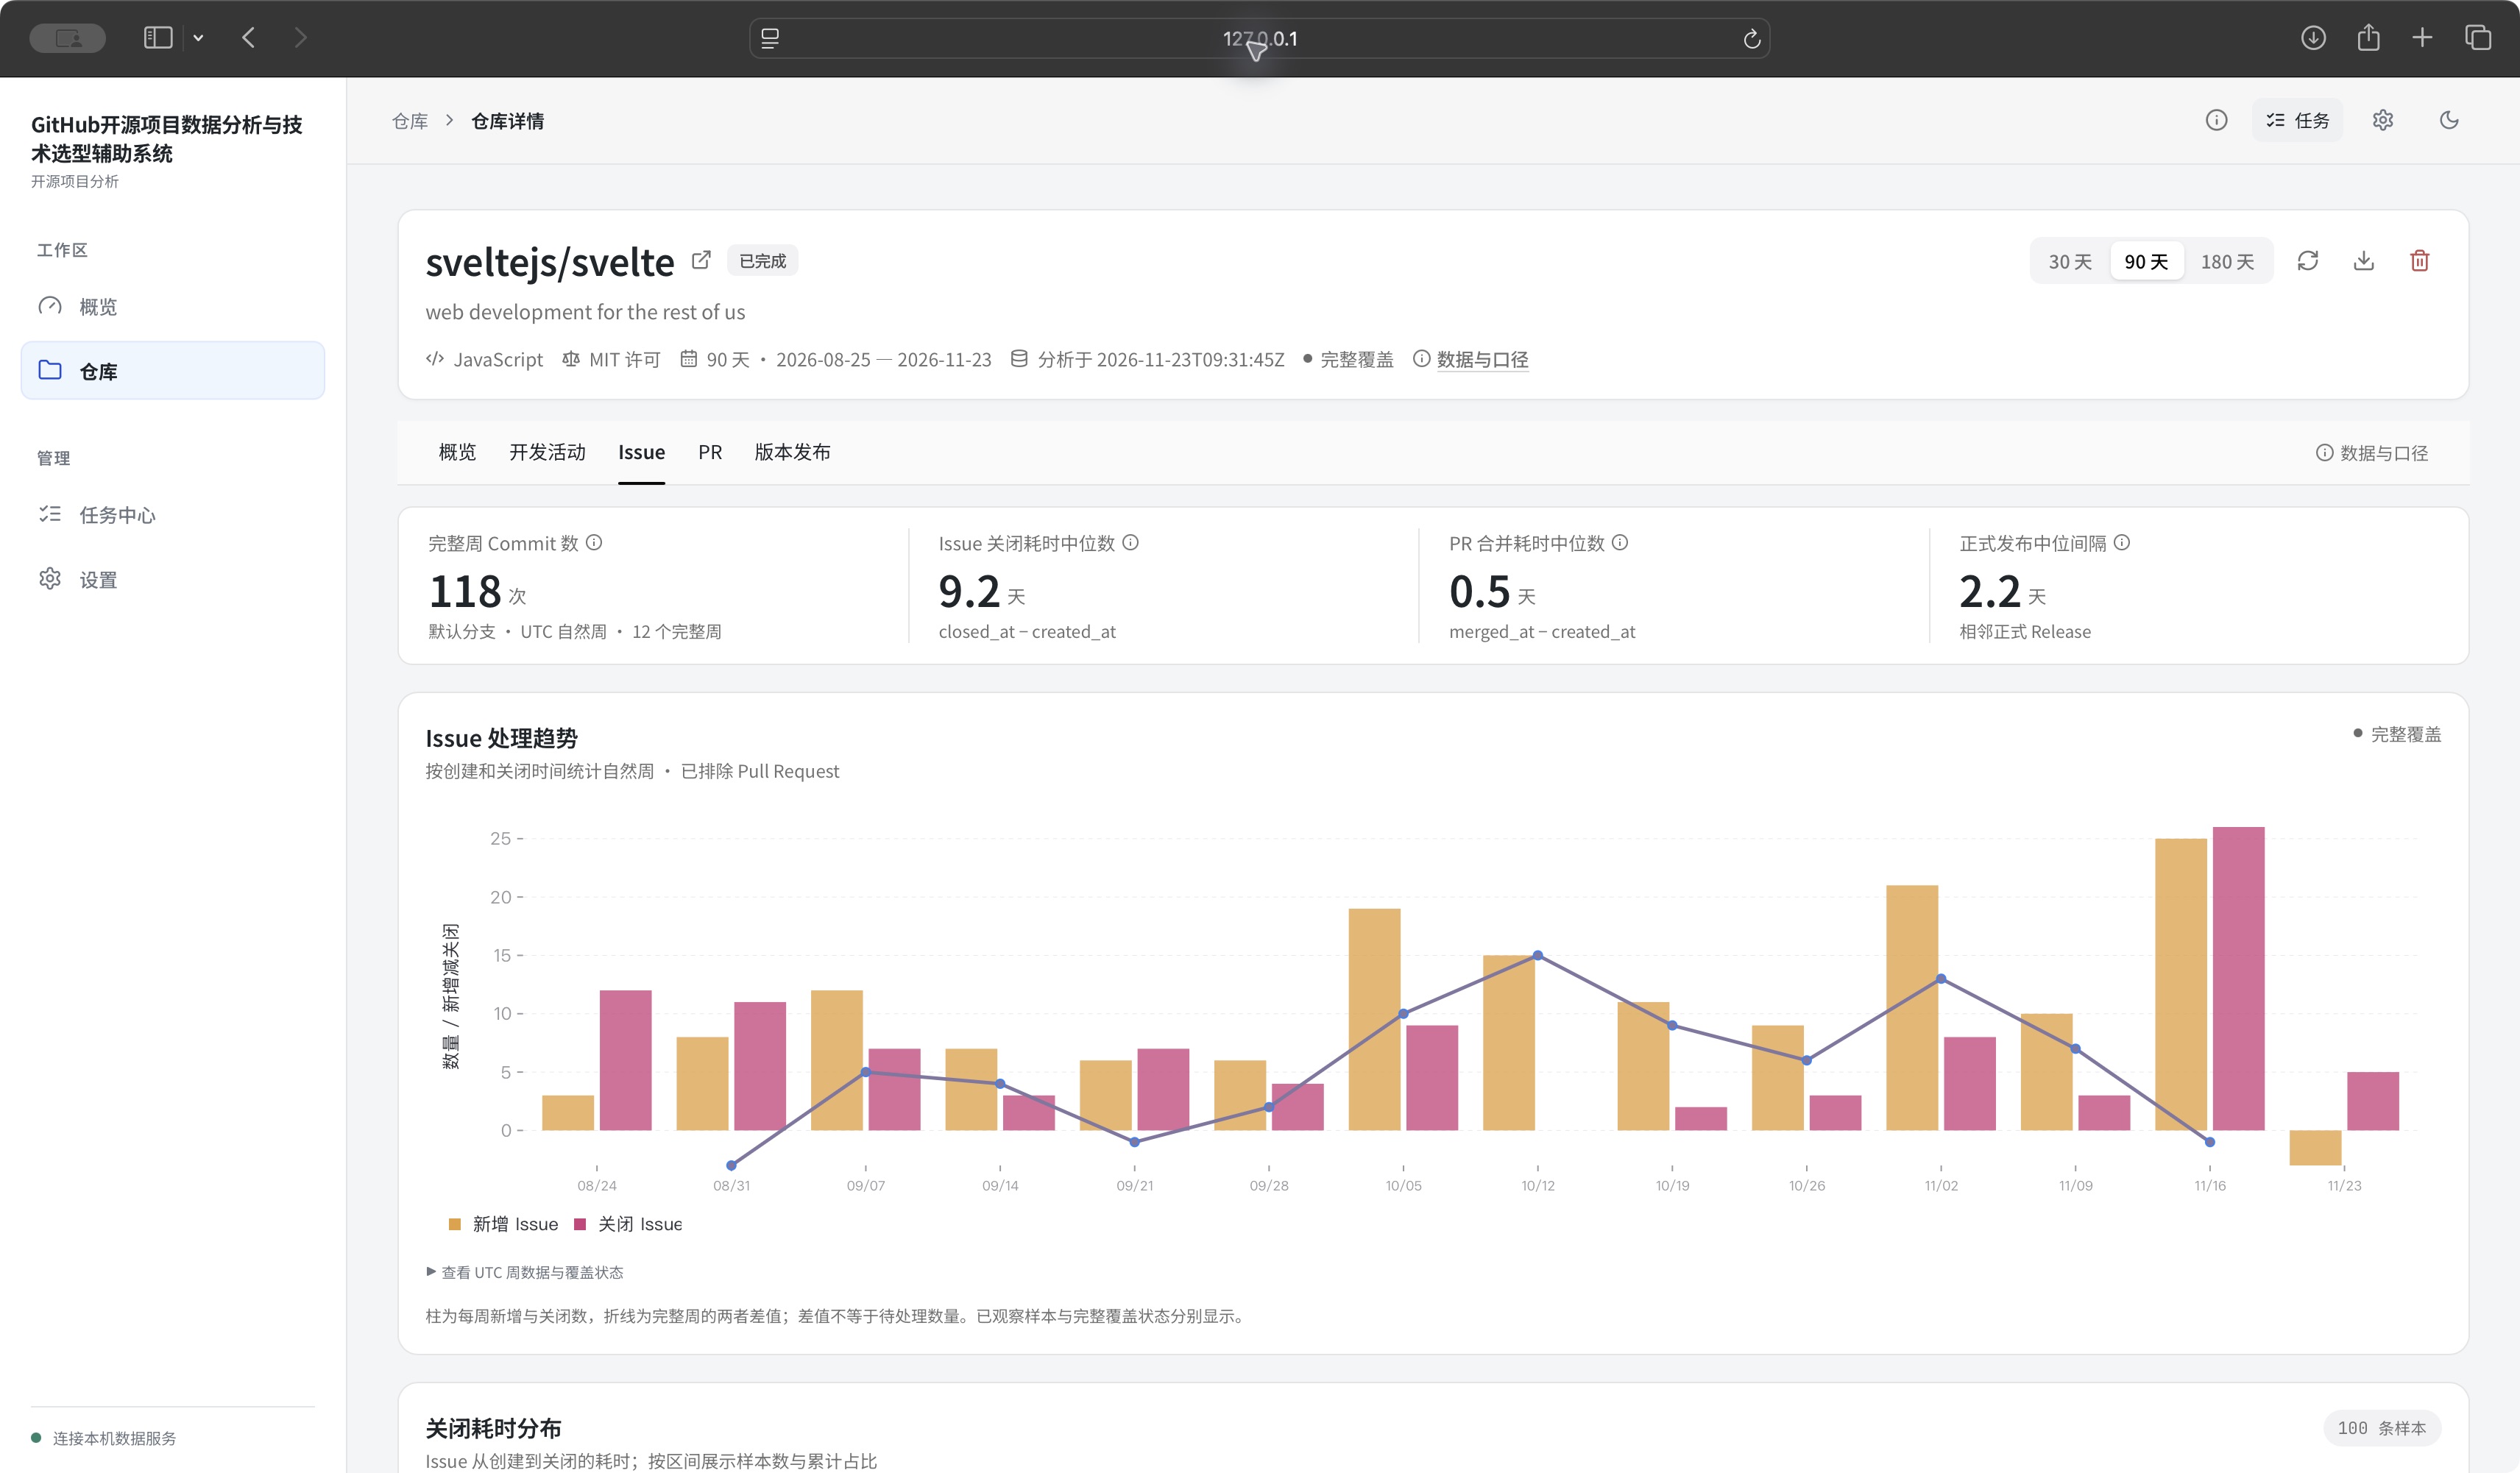 127.0.0.1
GitHub开源项目数据分析与技
术选型辅助系统
开源项目分析
工作区
概览
仓库
管理
任务中心
设置
连接本机数据服务
仓库 > 仓库详情
任务
sveltejs/svelte 已完成
30 天 90 天 180 天
web development for the rest of us
JavaScript MIT 许可 90 天 · 2026-08-25 — 2026-11-23 分析于 2026-11-23T09:31:45Z 完整覆盖 数据与口径
概览 开发活动 Issue PR 版本发布 数据与口径
完整周 Commit 数
118 次
默认分支 · UTC 自然周 · 12 个完整周
Issue 关闭耗时中位数
9.2 天
closed_at − created_at
PR 合并耗时中位数
0.5 天
merged_at − created_at
正式发布中位间隔
2.2 天
相邻正式 Release
Issue 处理趋势
完整覆盖
按创建和关闭时间统计自然周 · 已排除 Pull Request
数量 / 新增减关闭
25
20
15
10
5
0
08/24 08/31 09/07 09/14 09/21 09/28 10/05 10/12 10/19 10/26 11/02 11/09 11/16 11/23
新增 Issue 关闭 Issue
查看 UTC 周数据与覆盖状态
柱为每周新增与关闭数，折线为完整周的两者差值；差值不等于待处理数量。已观察样本与完整覆盖状态分别显示。
关闭耗时分布
100 条样本
Issue 从创建到关闭的耗时；按区间展示样本数与累计占比